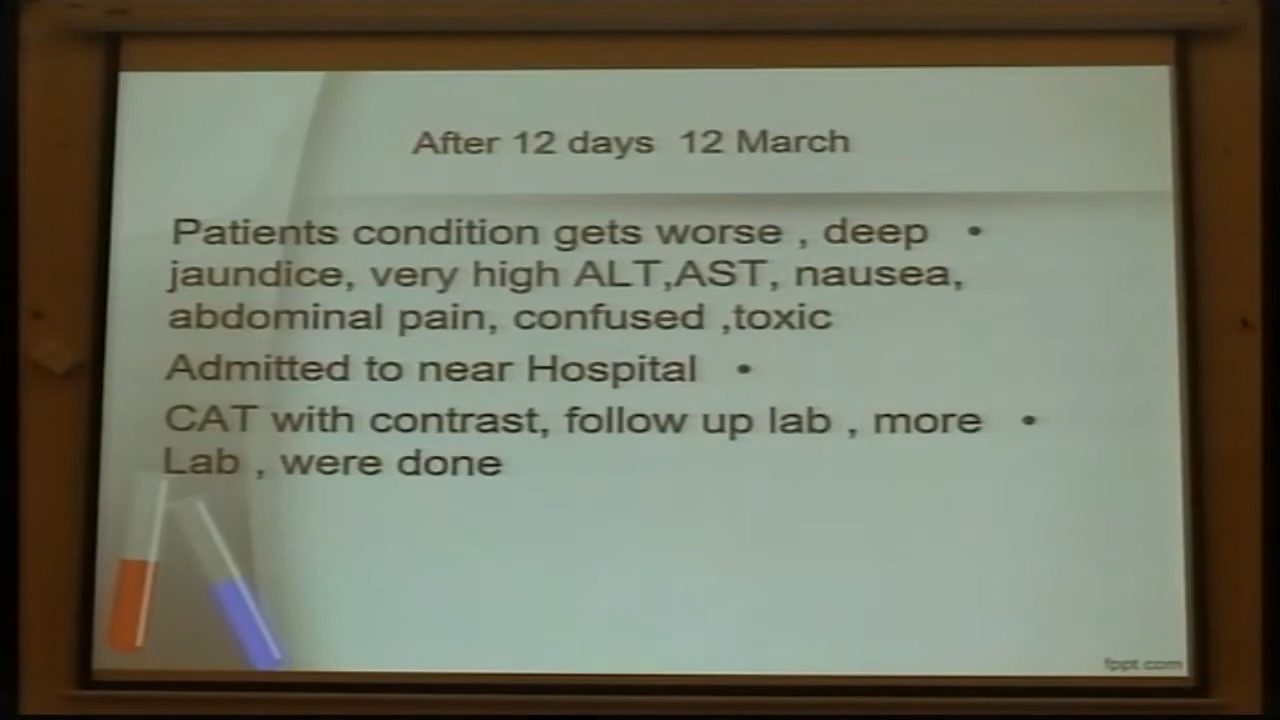 After 12 days 12 March
Patients condition gets worse , deep •
jaundice, very high ALT,AST, nausea,
abdominal pain, confused ,toxic
Admitted to near Hospital •
CAT with contrast, follow up lab , more •
Lab , were done
fppt.com